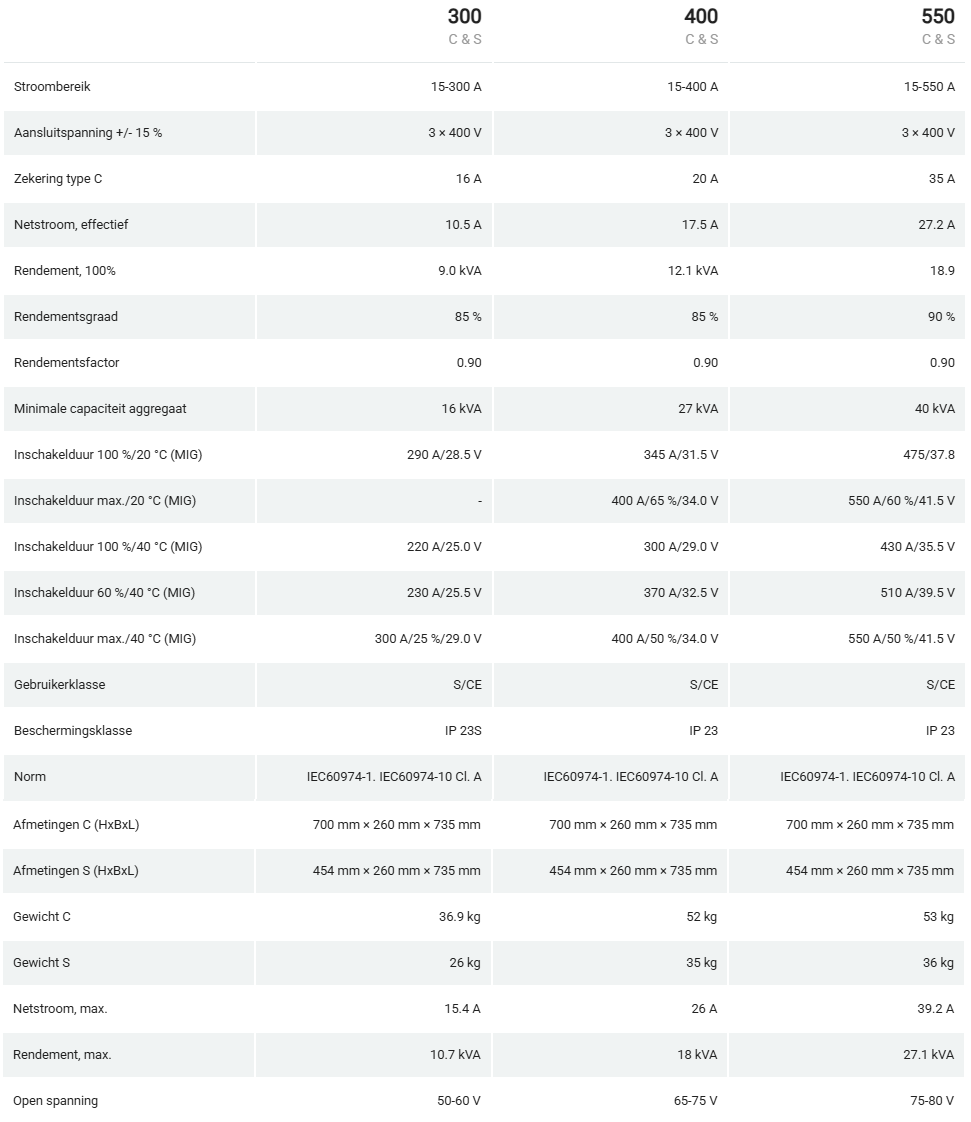 300 400 550
C & S C & S C & S
Stroombereik 15-300 A 15-400 A 15-550 A
Aansluitspanning +/- 15 % 3 × 400 V 3 × 400 V 3 × 400 V
Zekering type C 16 A 20 A 35 A
Netstroom, effectief 10.5 A 17.5 A 27.2 A
Rendement, 100% 9.0 kVA 12.1 kVA 18.9
Rendementsgraad 85 % 85 % 90 %
Rendementsfactor 0.90 0.90 0.90
Minimale capaciteit aggregaat 16 kVA 27 kVA 40 kVA
Inschakelduur 100 %/20 °C (MIG) 290 A/28.5 V 345 A/31.5 V 475/37.8
Inschakelduur max./20 °C (MIG) - 400 A/65 %/34.0 V 550 A/60 %/41.5 V
Inschakelduur 100 %/40 °C (MIG) 220 A/25.0 V 300 A/29.0 V 430 A/35.5 V
Inschakelduur 60 %/40 °C (MIG) 230 A/25.5 V 370 A/32.5 V 510 A/39.5 V
Inschakelduur max./40 °C (MIG) 300 A/25 %/29.0 V 400 A/50 %/34.0 V 550 A/50 %/41.5 V
Gebruikerklasse S/CE S/CE S/CE
Beschermingsklasse IP 23S IP 23 IP 23
Norm IEC60974-1. IEC60974-10 Cl. A IEC60974-1. IEC60974-10 Cl. A IEC60974-1. IEC60974-10 Cl. A
Afmetingen C (HxBxL) 700 mm × 260 mm × 735 mm 700 mm × 260 mm × 735 mm 700 mm × 260 mm × 735 mm
Afmetingen S (HxBxL) 454 mm × 260 mm × 735 mm 454 mm × 260 mm × 735 mm 454 mm × 260 mm × 735 mm
Gewicht C 36.9 kg 52 kg 53 kg
Gewicht S 26 kg 35 kg 36 kg
Netstroom, max. 15.4 A 26 A 39.2 A
Rendement, max. 10.7 kVA 18 kVA 27.1 kVA
Open spanning 50-60 V 65-75 V 75-80 V